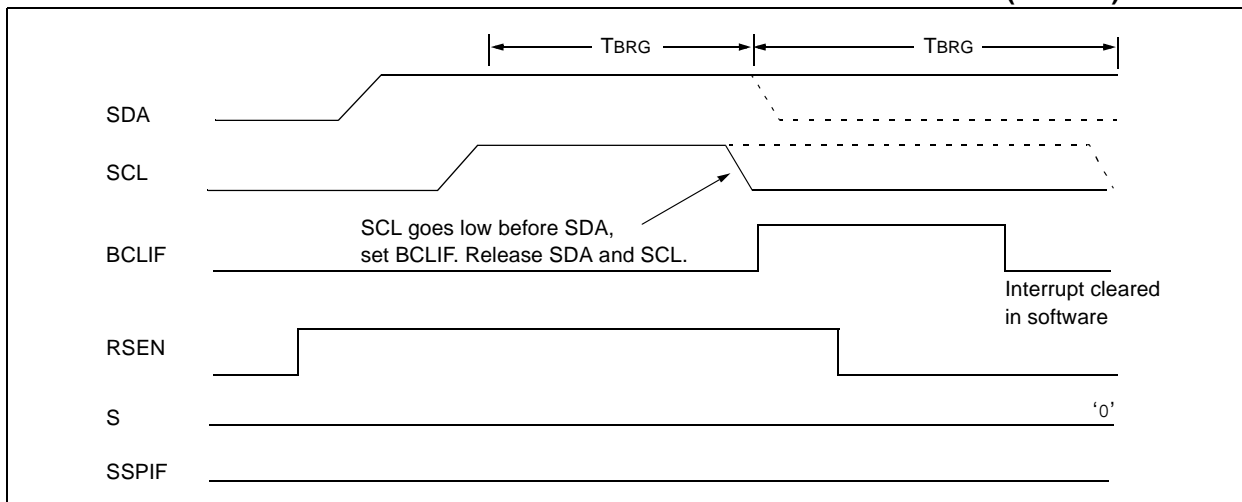 TBRG TBRG
SDA
SCL
SCL goes low before SDA,
set BCLIF. Release SDA and SCL.
BCLIF
Interrupt cleared
in software
RSEN
S
‘0’
SSPIF